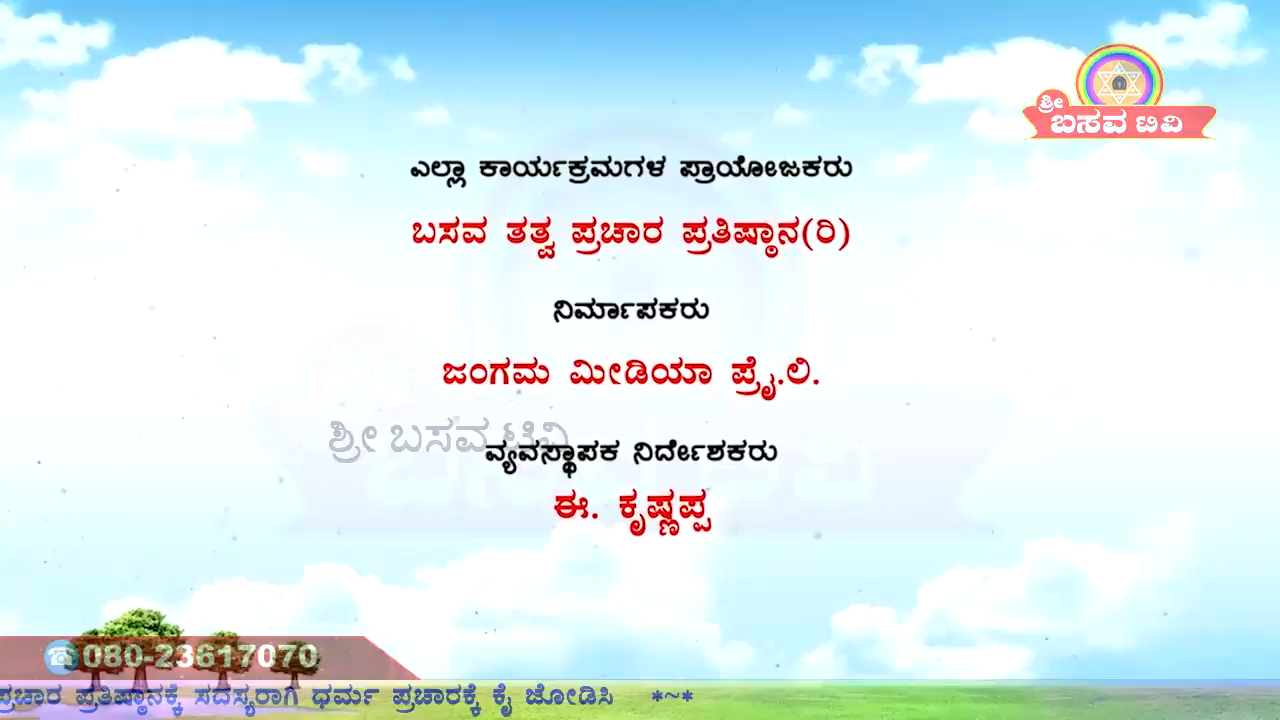 ಶ್ರೀ
ಬಸವ ಟಿವಿ
ಎಲ್ಲಾ ಕಾರ್ಯಕ್ರಮಗಳ ಪ್ರಾಯೋಜಕರು
ಬಸವ ತತ್ವ ಪ್ರಚಾರ ಪ್ರತಿಷ್ಠಾನ(ರಿ)
ನಿರ್ಮಾಪಕರು
ಜಂಗಮ ಮೀಡಿಯಾ ಪ್ರೈ.ಲಿ.
ಶ್ರೀ ಬಸವ ಟಿವಿ
ವ್ಯವಸ್ಥಾಪಕ ನಿರ್ದೇಶಕರು
ಈ. ಕೃಷ್ಣಪ್ಪ
080-23617070
ಪ್ರಚಾರ ಪ್ರತಿಷ್ಠಾನಕ್ಕೆ ಸದಸ್ಯರಾಗಿ ಧರ್ಮ ಪ್ರಚಾರಕ್ಕೆ ಕೈ ಜೋಡಿಸಿ *~*